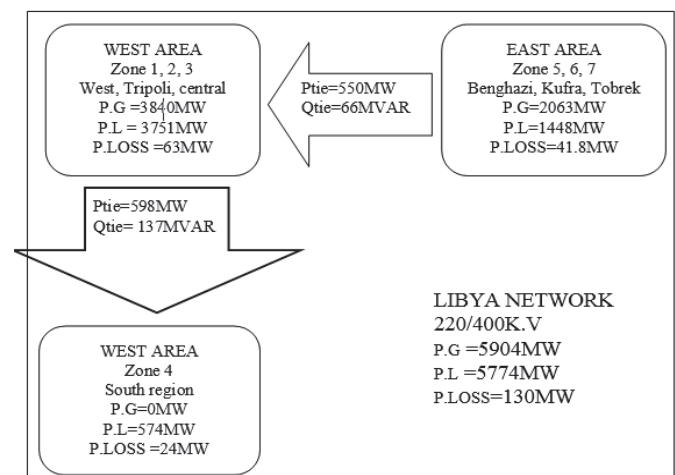 WEST AREA
Zone 1, 2, 3
West, Tripoli, central
P.G =3840MW
P.L = 3751MW
P.LOSS =63MW
Ptie=550MW
Qtie=66MVAR
EAST AREA
Zone 5, 6, 7
Benghazi, Kufra, Tobrek
P.G=2063MW
P.L=1448MW
P.LOSS=41.8MW
Ptie=598MW
Qtie= 137MVAR
WEST AREA
Zone 4
South region
P.G=0MW
P.L=574MW
P.LOSS =24MW
LIBYA NETWORK
220/400K.V
P.G =5904MW
P.L =5774MW
P.LOSS=130MW